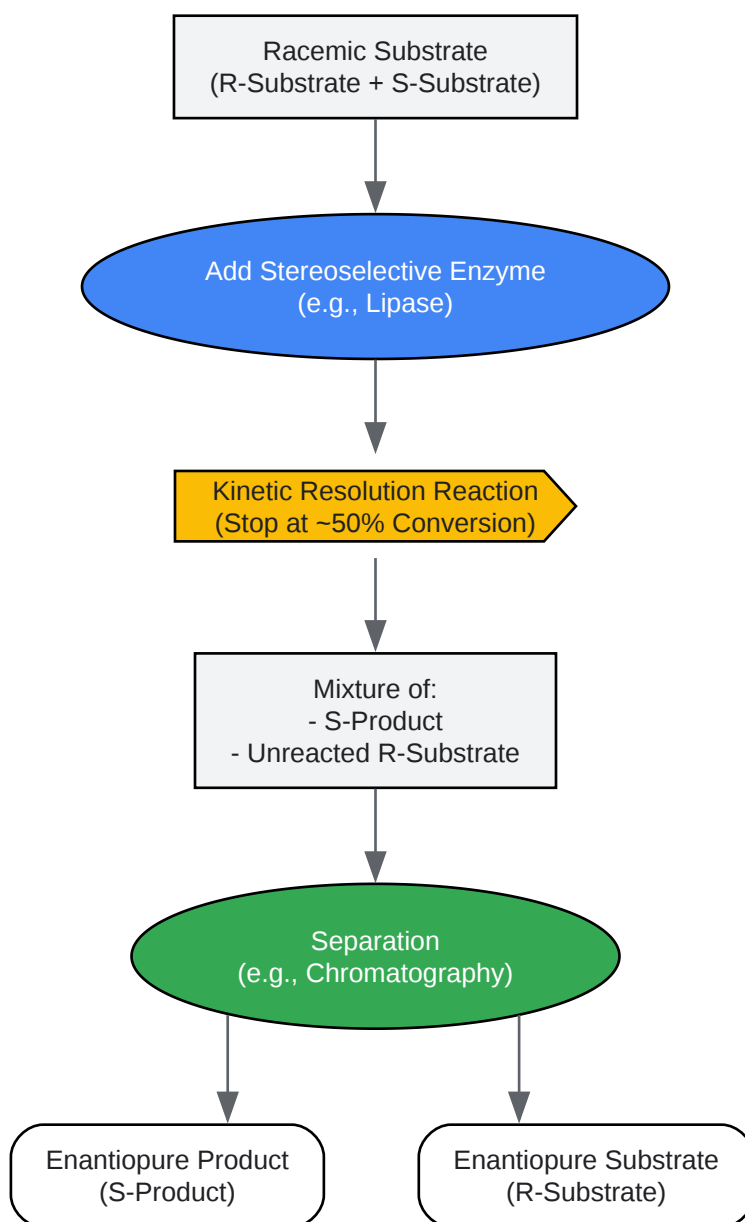 Racemic Substrate
(R-Substrate + S-Substrate)
Add Stereoselective Enzyme
(e.g., Lipase)
Kinetic Resolution Reaction
(Stop at ~50% Conversion)
Mixture of:
- S-Product
- Unreacted R-Substrate
Separation
(e.g., Chromatography)
Enantiopure Product
(S-Product)
Enantiopure Substrate
(R-Substrate)